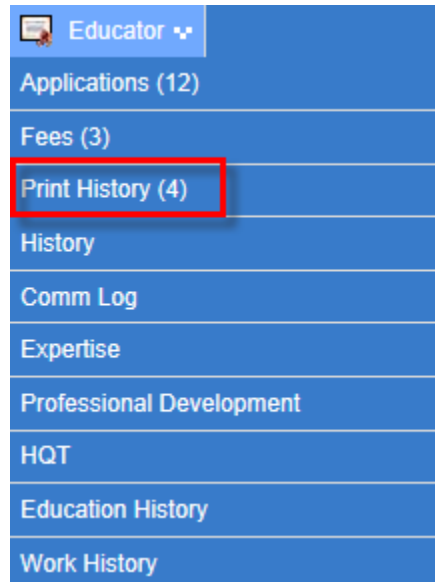 Educator
Applications (12)
Fees (3)
Print History (4)
History
Comm Log
Expertise
Professional Development
HQT
Education History
Work History